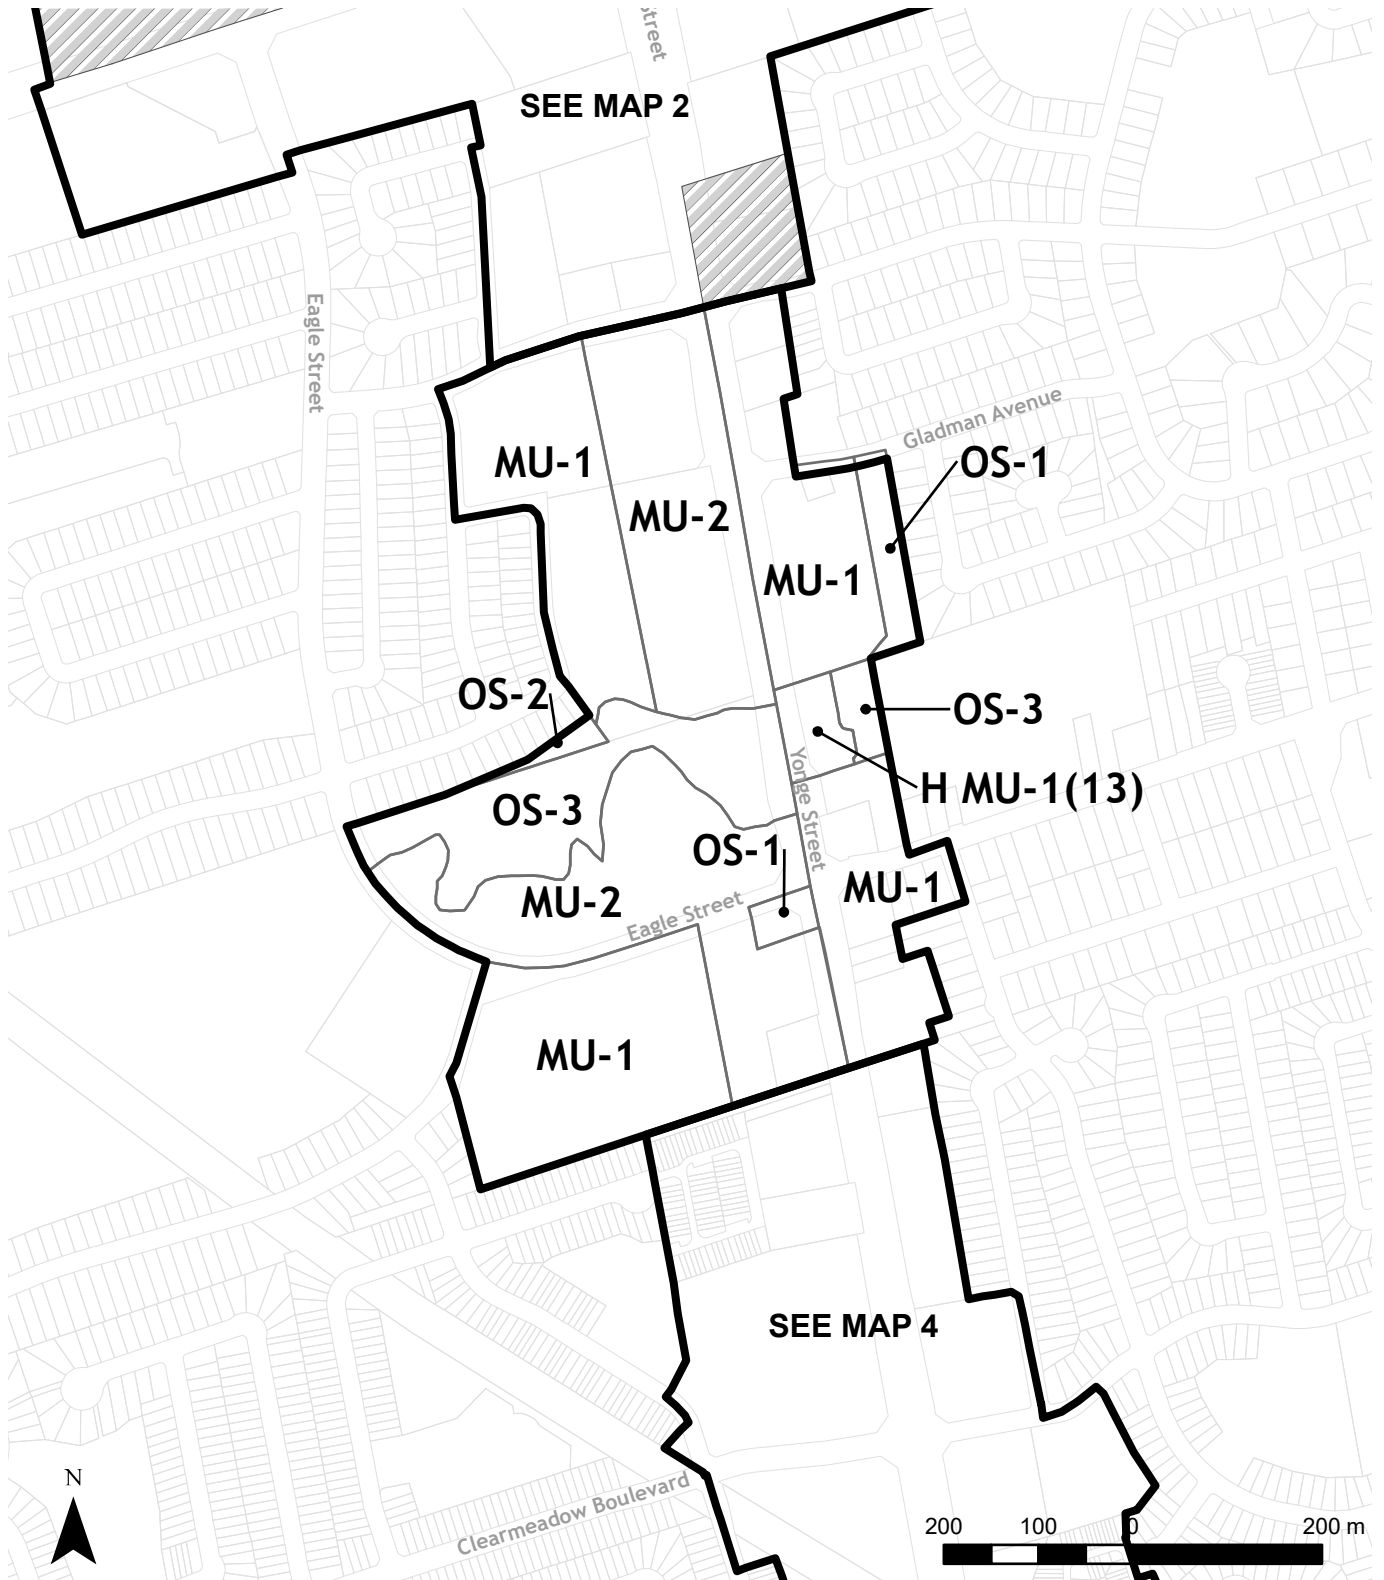 Street
SEE MAP 2
Eagle Street
Gladman Avenue
MU-1
OS-1
MU-2
MU-1
OS-2
OS-3
Yonge Street
H MU-1(13)
OS-3
OS-1
MU-1
MU-2
Eagle Street
MU-1
SEE MAP 4
N
Clearmeadow Boulevard
200 100 0 200 m